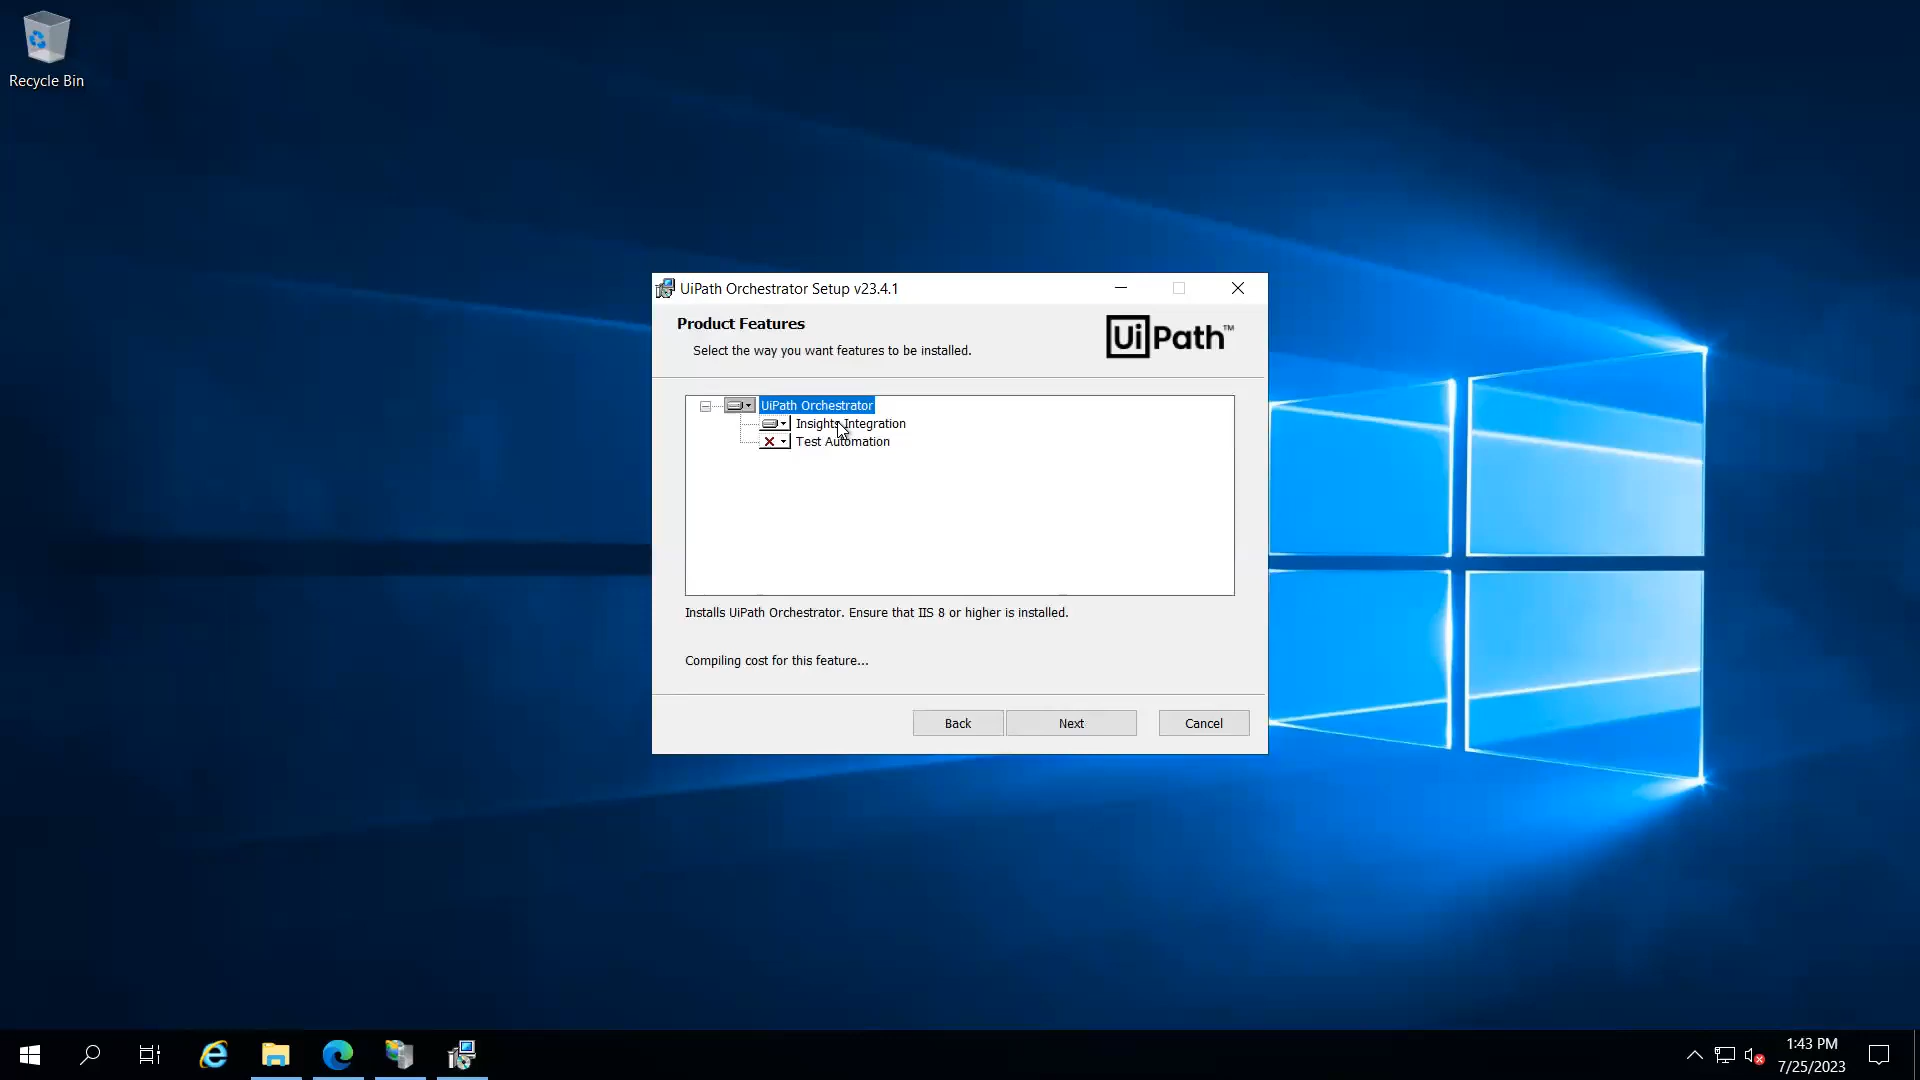 Recycle Bin
UiPath Orchestrator Setup v23.4.1
Product Features
Select the way you want features to be installed.
UiPath™
UiPath Orchestrator
Insights Integration
Test Automation
Installs UiPath Orchestrator. Ensure that IIS 8 or higher is installed.
Compiling cost for this feature...
Back
Next
Cancel
1:43 PM
7/25/2023